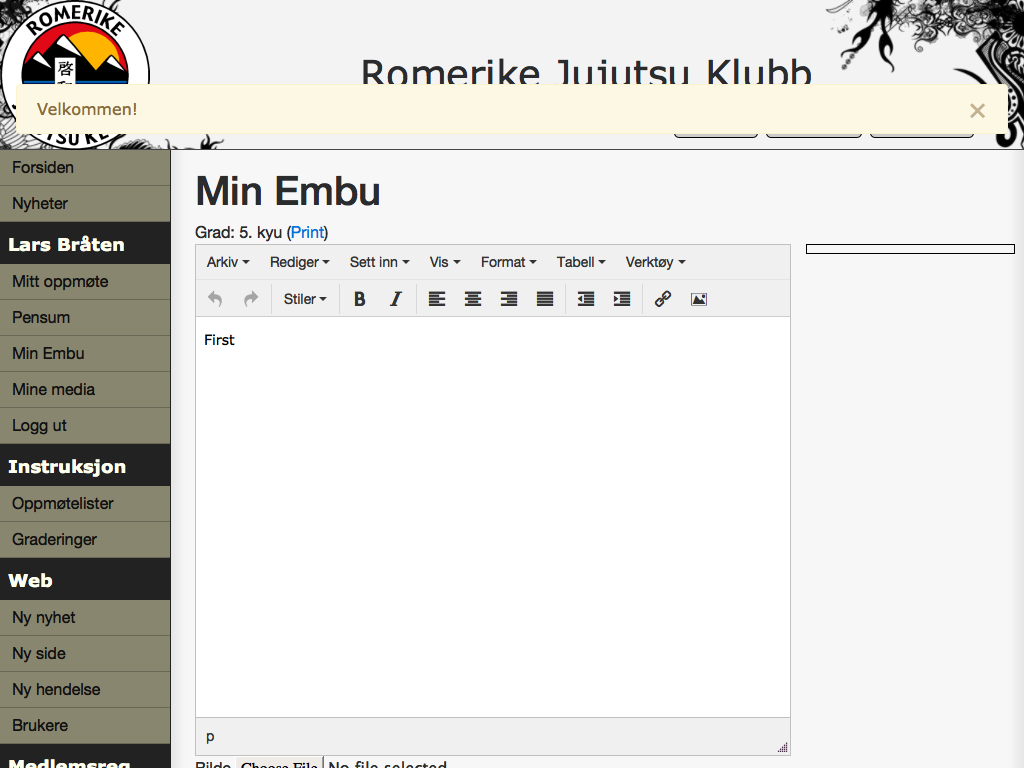 ROMERIKE
啓
Romerike Jujutsu Klubb
Velkommen!
×
Forsiden
Nyheter
Lars Bråten
Mitt oppmøte
Pensum
Min Embu
Mine media
Logg ut
Instruksjon
Oppmøtelister
Graderinger
Web
Ny nyhet
Ny side
Ny hendelse
Brukere
Medlemsreg
Min Embu
Grad: 5. kyu (Print)
Arkiv Rediger Sett inn Vis Format Tabell Verktøy
Stiler B I
First
p
Bilde Choose File No file selected